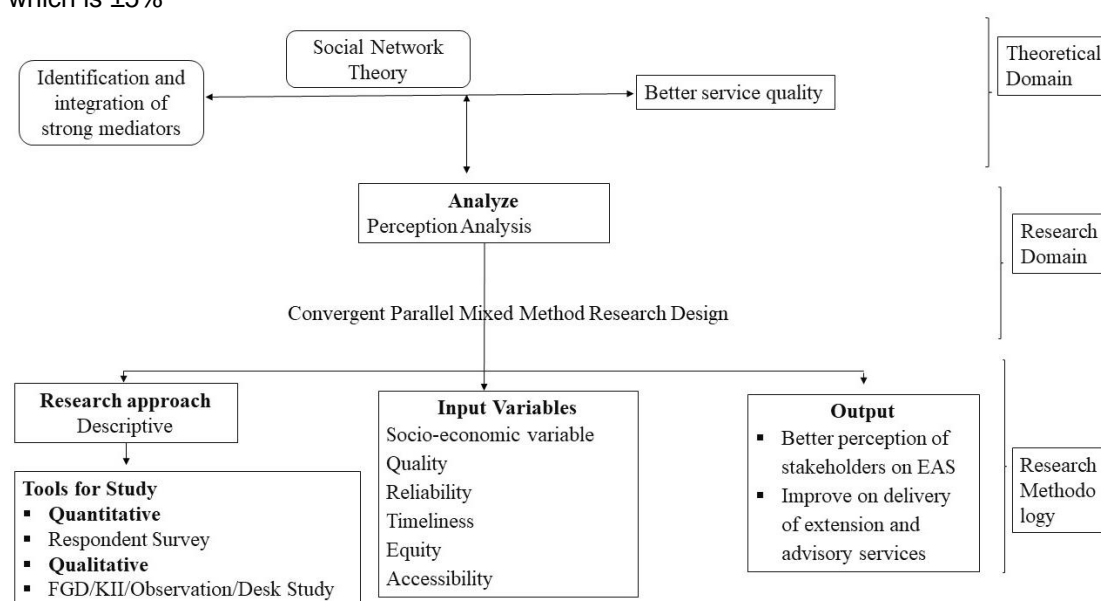 which is ±5%
Social Network
Theory
Identification and
integration of
strong mediators
Better service quality
Theoretical
Domain
Analyze
Perception Analysis
Research
Domain
Convergent Parallel Mixed Method Research Design
Research approach
Descriptive
Input Variables
Socio-economic variable
Quality
Reliability
Timeliness
Equity
Accessibility
Output
▪ Better perception of
stakeholders on EAS
▪ Improve on delivery
of extension and
advisory services
Research
Methodo
logy
Tools for Study
▪ Quantitative
▪ Respondent Survey
▪ Qualitative
▪ FGD/KII/Observation/Desk Study